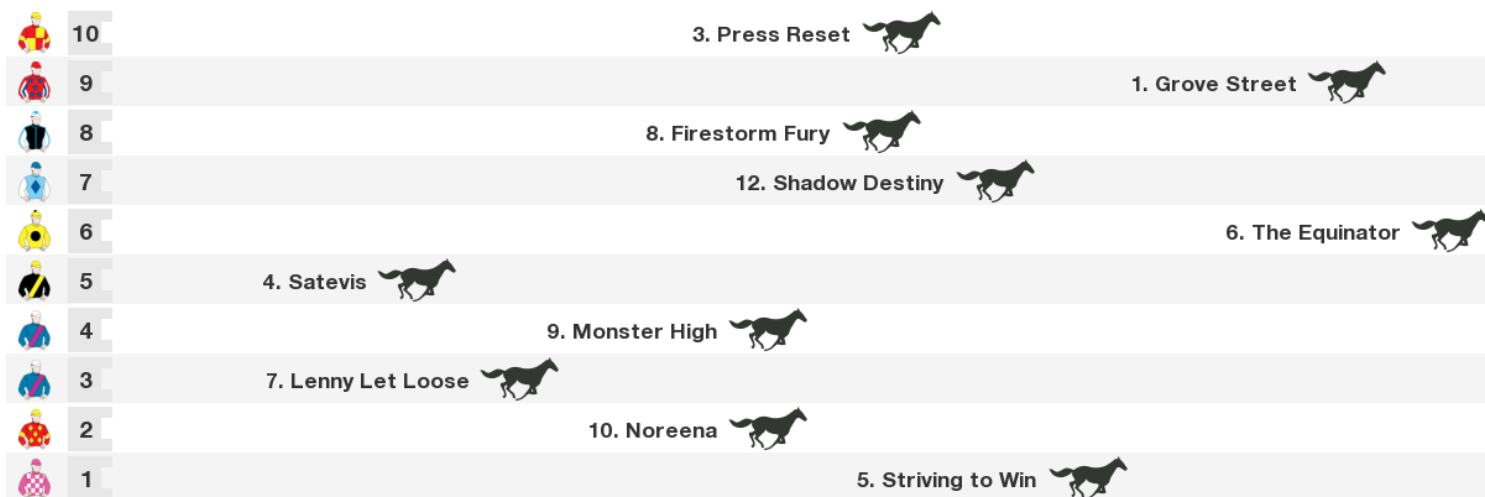 10 3. Press Reset
9 1. Grove Street
8 8. Firestorm Fury
7 12. Shadow Destiny
6 6. The Equinator
5 4. Satevis
4 9. Monster High
3 7. Lenny Let Loose
2 10. Noreena
1 5. Striving to Win